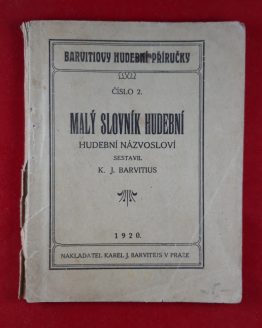 BARVITIOVY HUDEBNÍ PŘÍRUČKY
ČÍSLO 2.
MALÝ SLOVNÍK HUDEBNÍ
HUDEBNÍ NÁZVOSLOVÍ
SESTAVIL
K. J. BARVITIUS
1920.
NAKLADATEL KAREL J. BARVITIUS V PRAZE